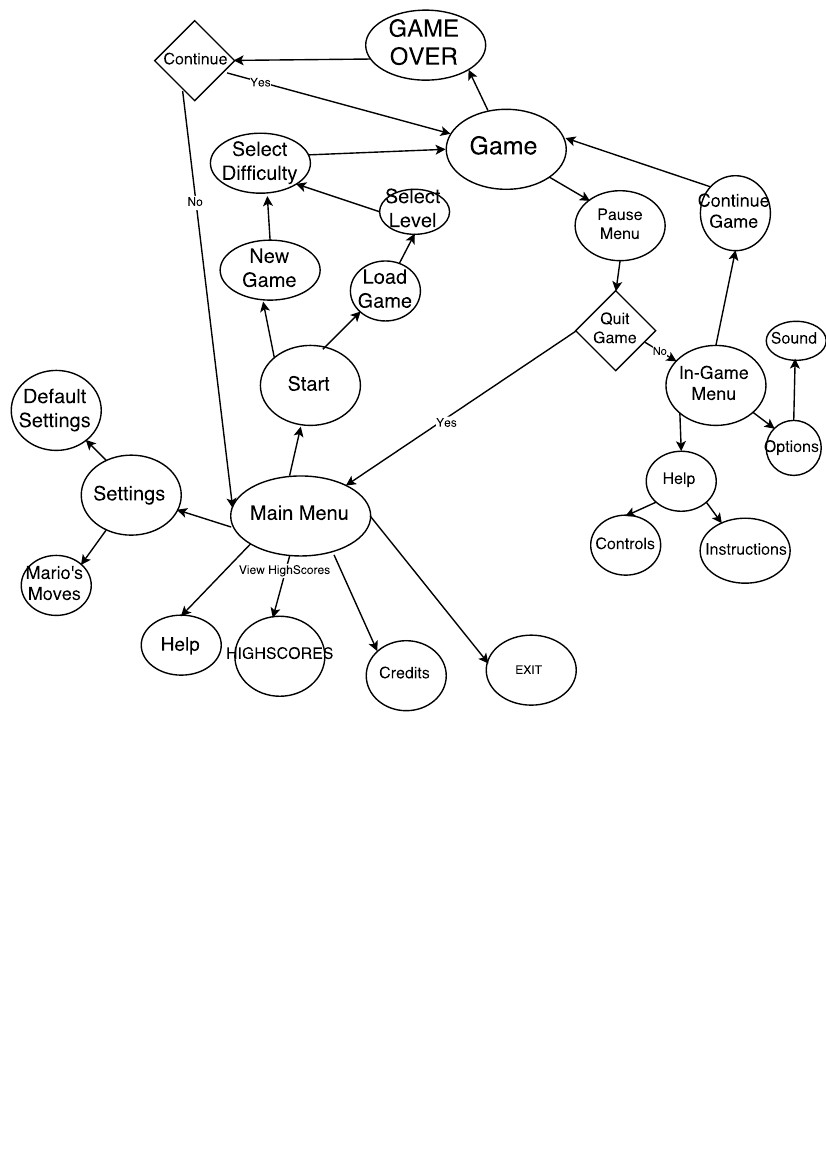 GAME
OVER
Continue
Yes
Game
Select
Difficulty
Select
Level
No
Continue
Game
Pause
Menu
New
Game
Load
Game
Quit
Game
Sound
No
In-Game
Menu
Start
Default
Settings
Yes
Options
Help
Settings
Main Menu
Controls
Instructions
View HighScores
Mario's
Moves
Help
HIGHSCORES
Credits
EXIT